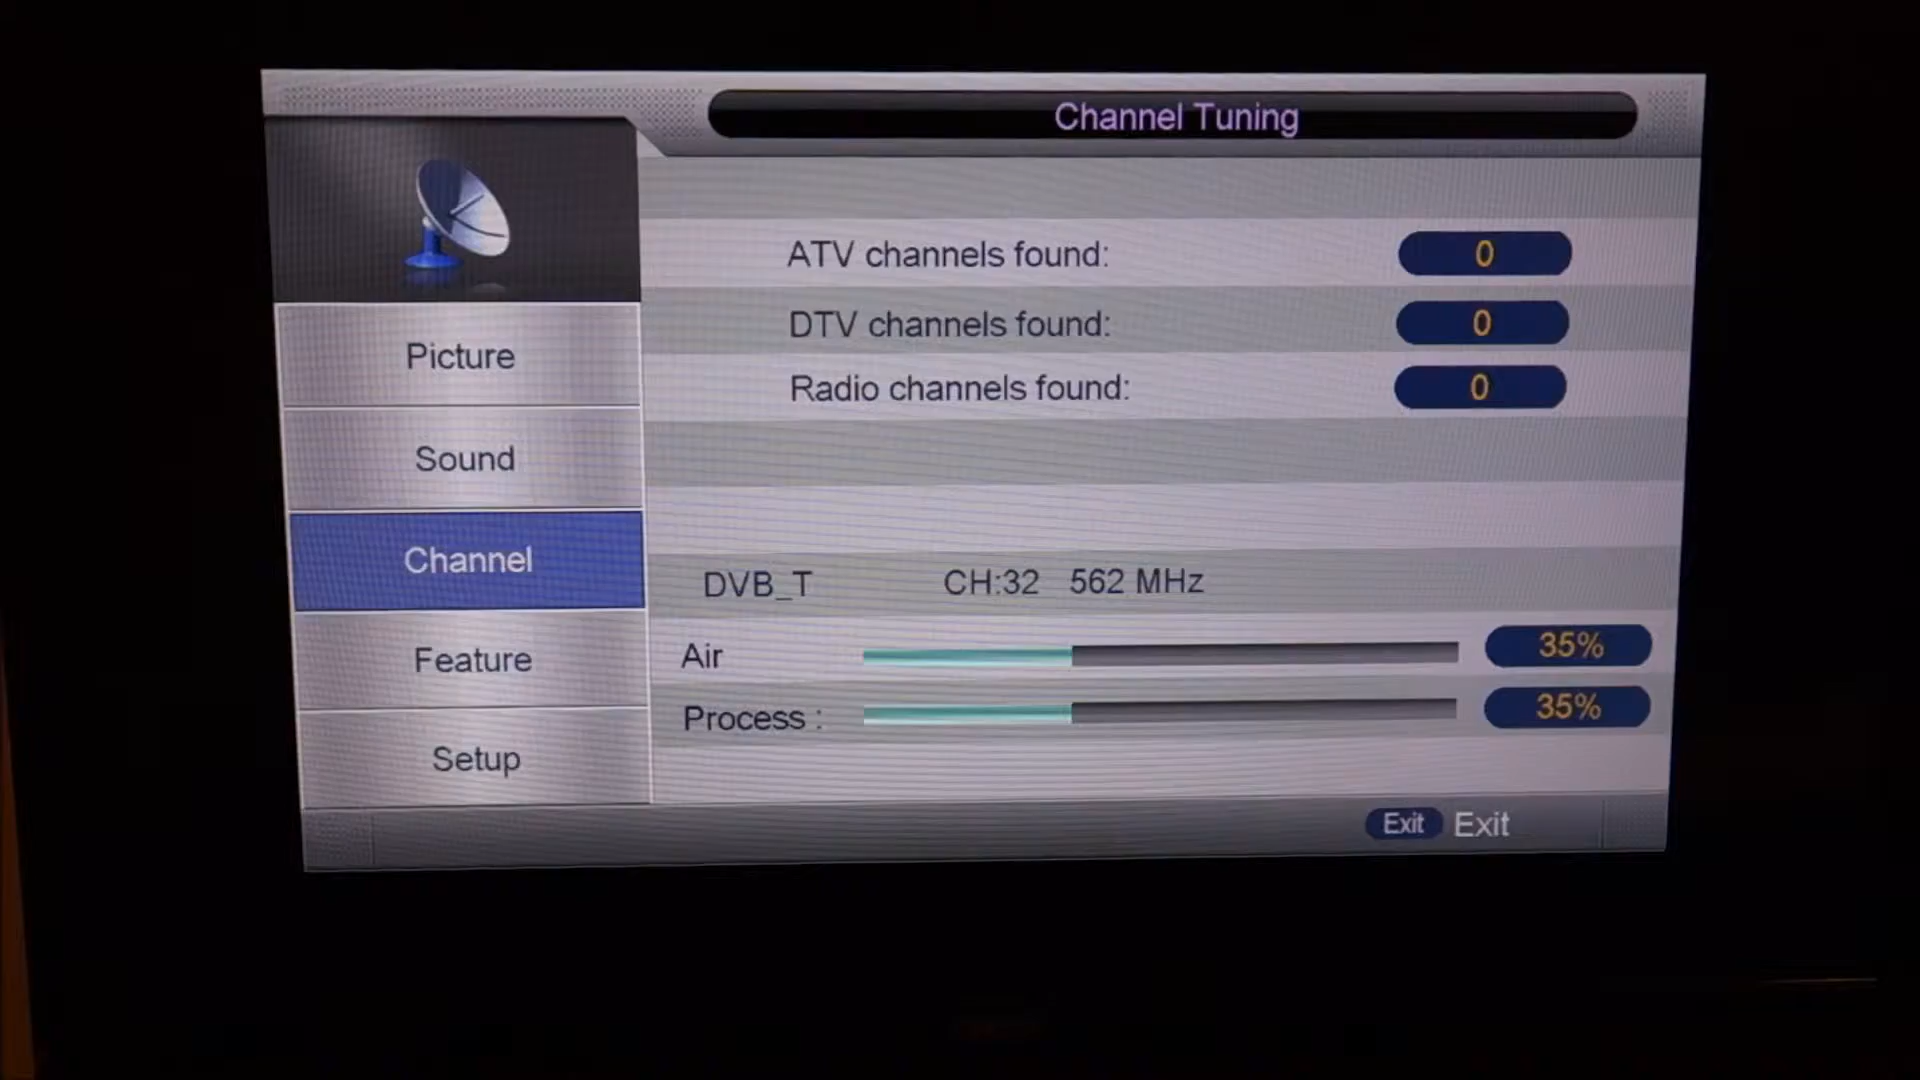 Channel Tuning
ATV channels found: 0
DTV channels found: 0
Radio channels found: 0
Picture
Sound
Channel
Feature
Setup
DVB_T CH:32 562 MHz
Air 35%
Process : 35%
Exit Exit